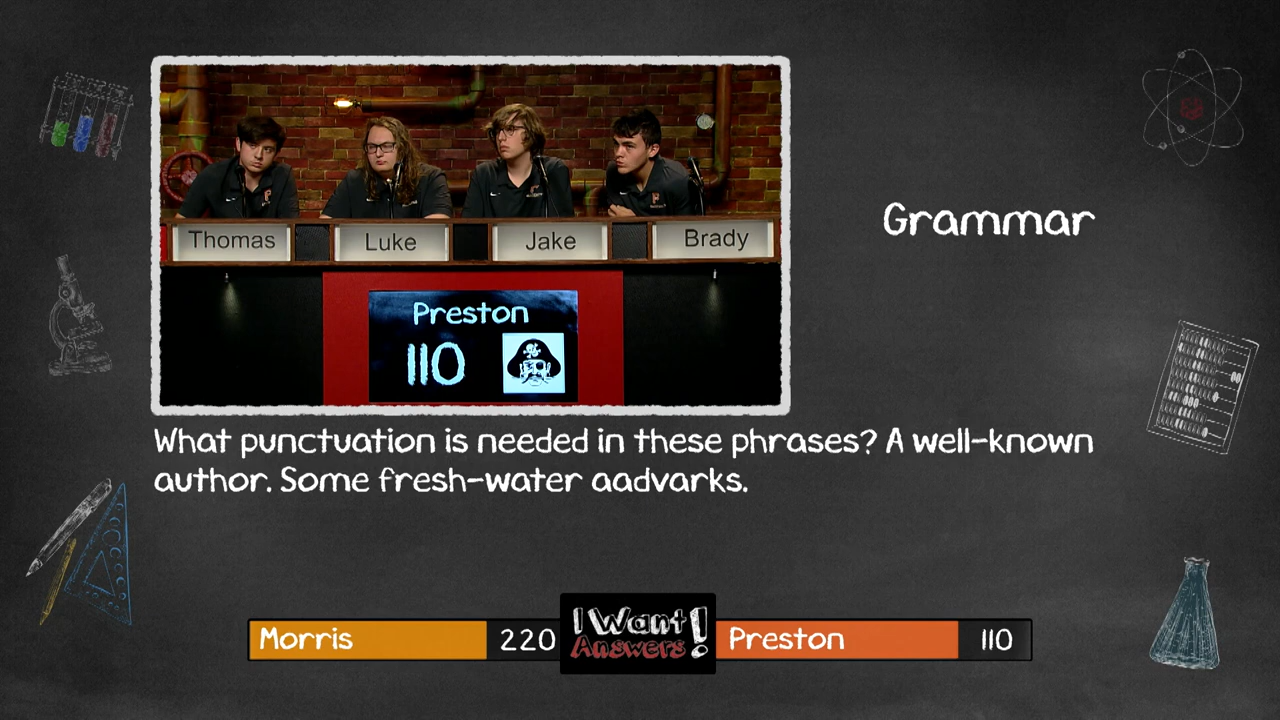 Grammar
Thomas
Luke
Jake
Brady
Preston
110
What punctuation is needed in these phrases? A well-known
author. Some fresh-water aadvarks.
Morris
220
I Want
Answers!
Preston
110